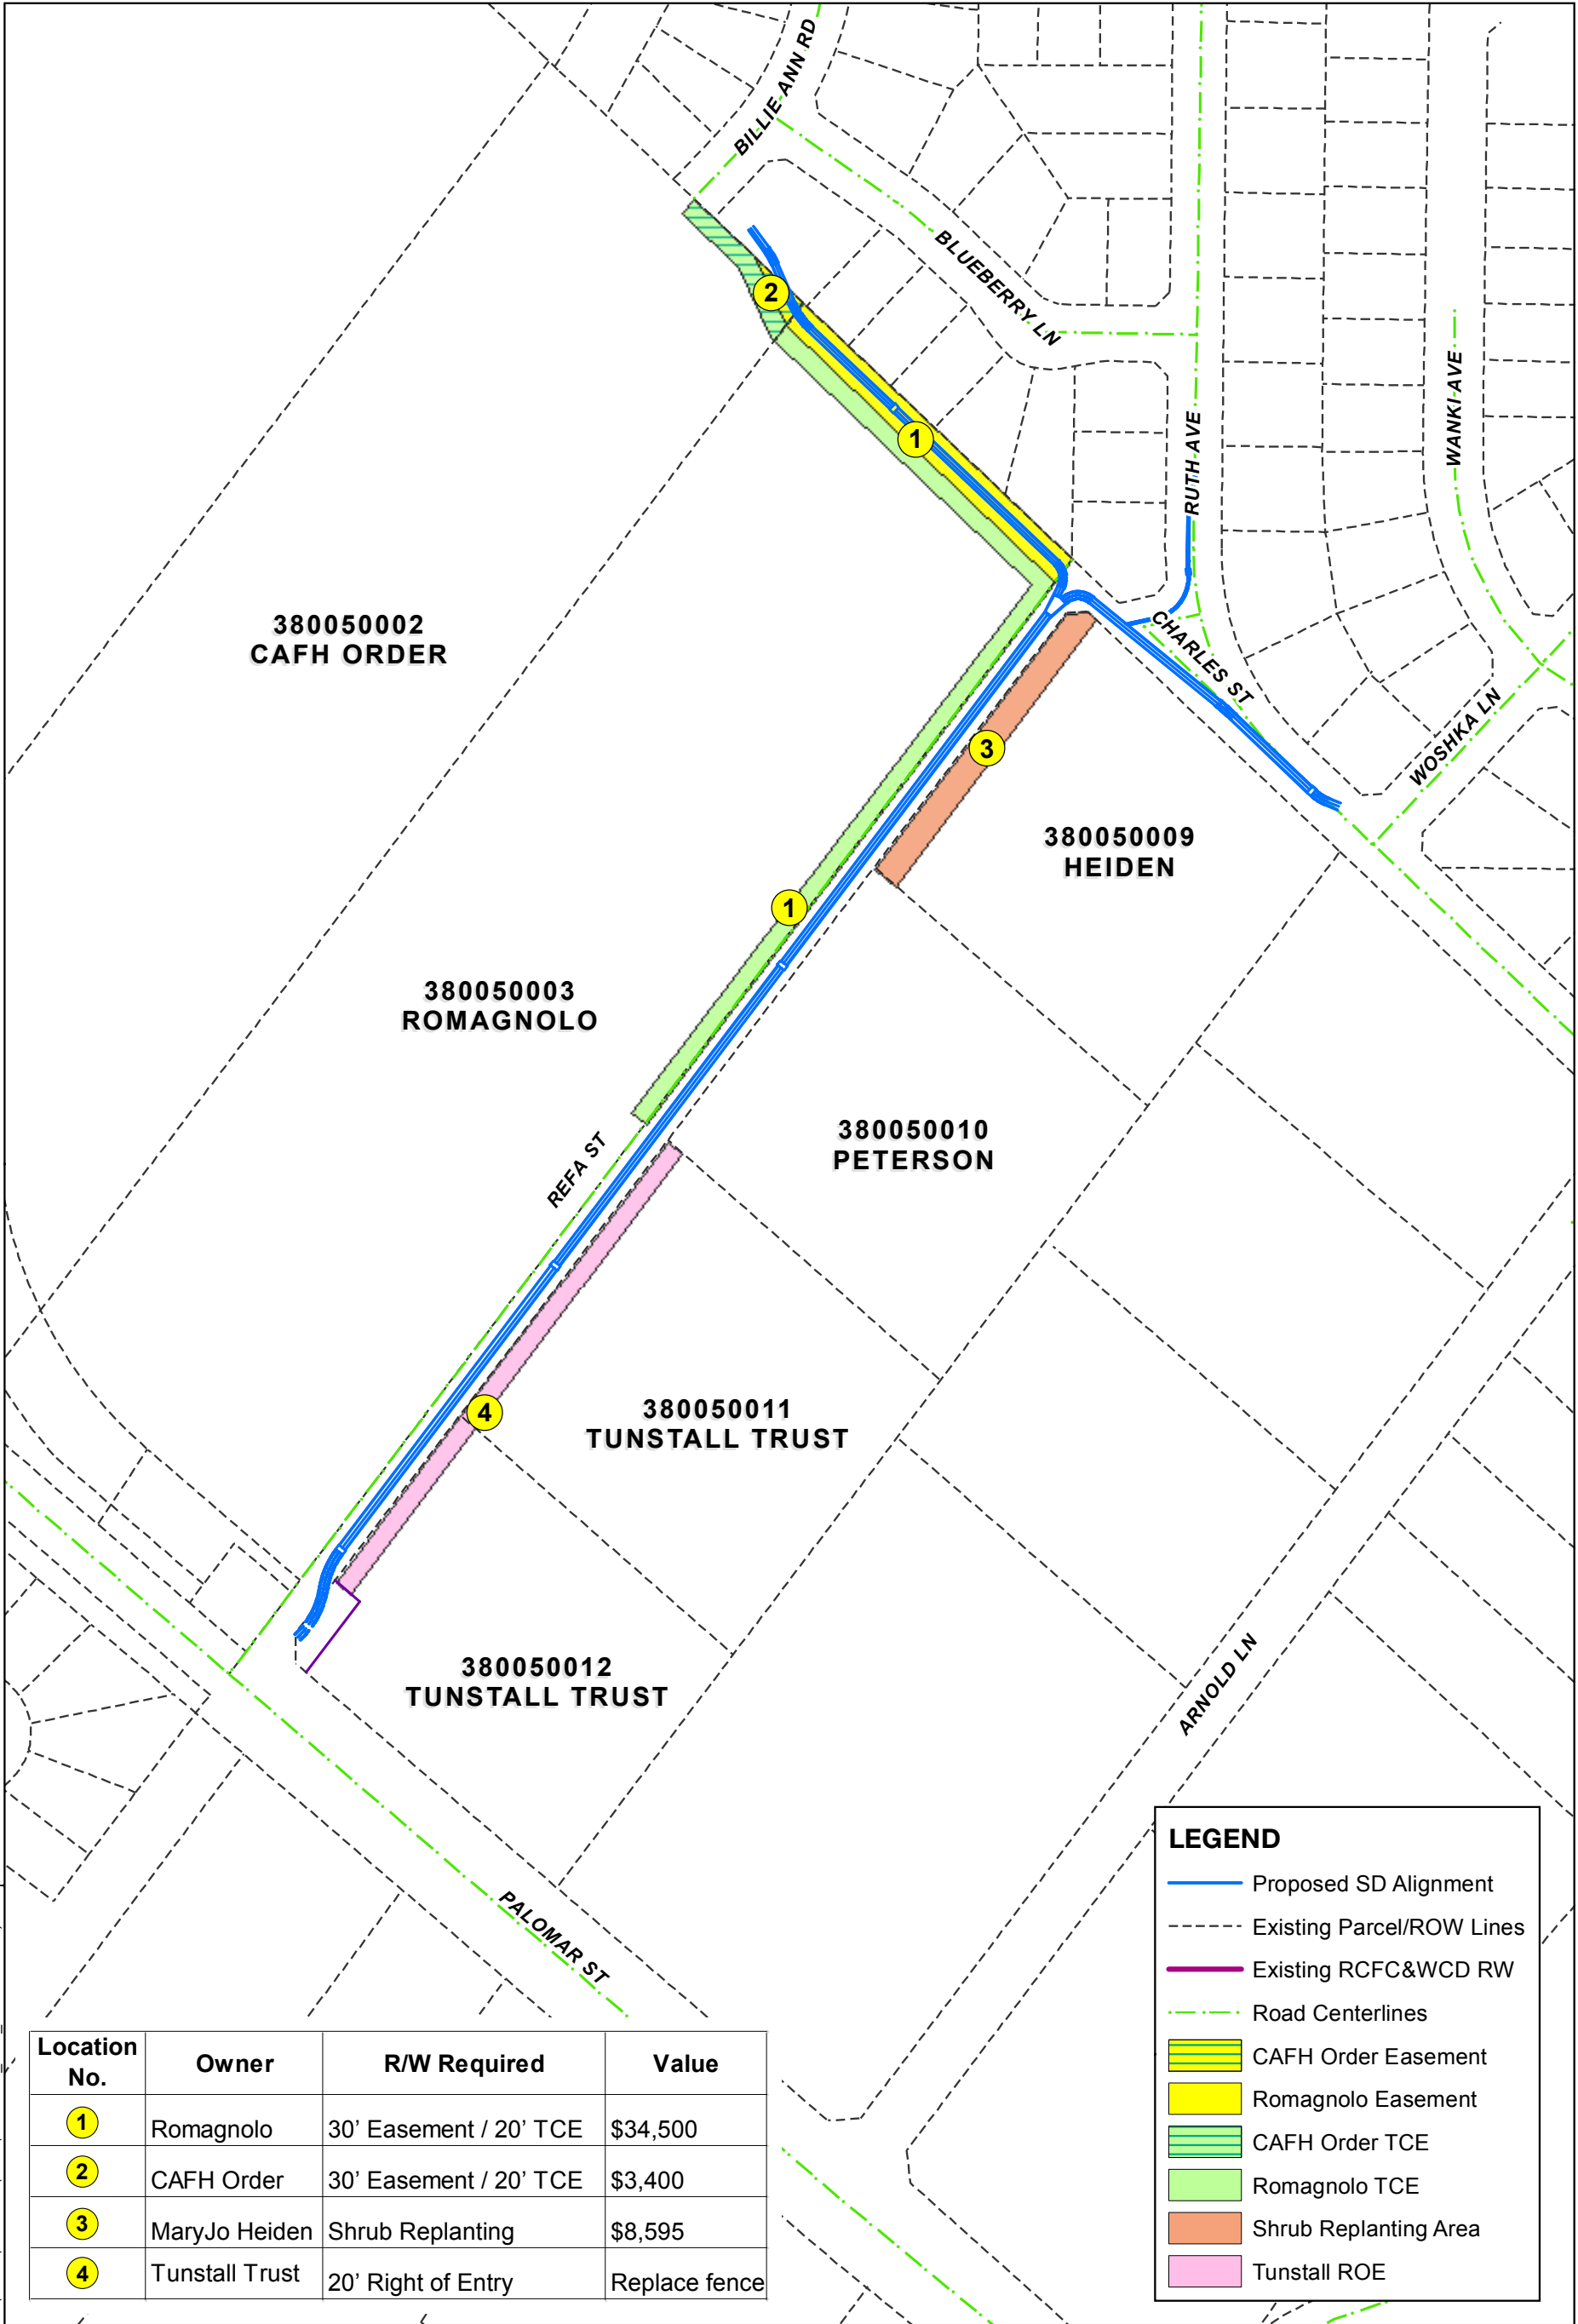 BILLIE ANN RD
BLUEBERRY LN
RUTH AVE
WANKI AVE
2
1
380050002
CAFH ORDER
CHARLES ST
WOSHKA LN
3
380050009
HEIDEN
1
380050003
ROMAGNOLO
380050010
PETERSON
REFA ST
4
380050011
TUNSTALL TRUST
380050012
TUNSTALL TRUST
ARNOLD LN
PALOMAR ST
LEGEND
Proposed SD Alignment
Existing Parcel/ROW Lines
Existing RCFC&WCD RW
Road Centerlines
CAFH Order Easement
Romagnolo Easement
CAFH Order TCE
Romagnolo TCE
Shrub Replanting Area
Tunstall ROE
Location No. Owner R/W Required Value
1 Romagnolo 30' Easement / 20' TCE $34,500
2 CAFH Order 30' Easement / 20' TCE $3,400
3 MaryJo Heiden Shrub Replanting $8,595
4 Tunstall Trust 20' Right of Entry Replace fence